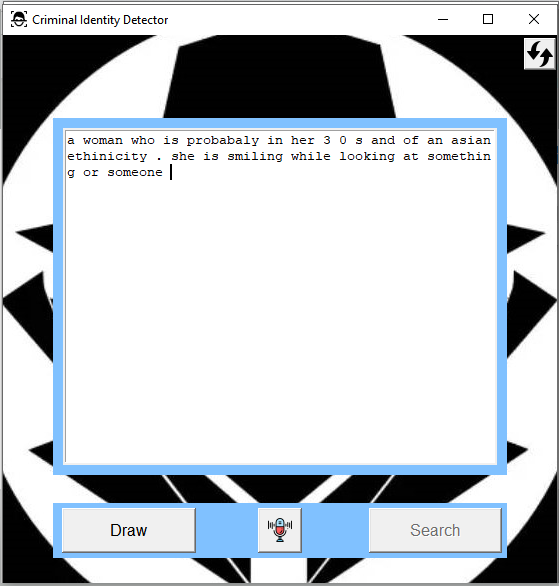 Criminal Identity Detector
a woman who is probabaly in her 3 0 s and of an asian
ethinicity . she is smiling while looking at somethin
g or someone
Draw
Search